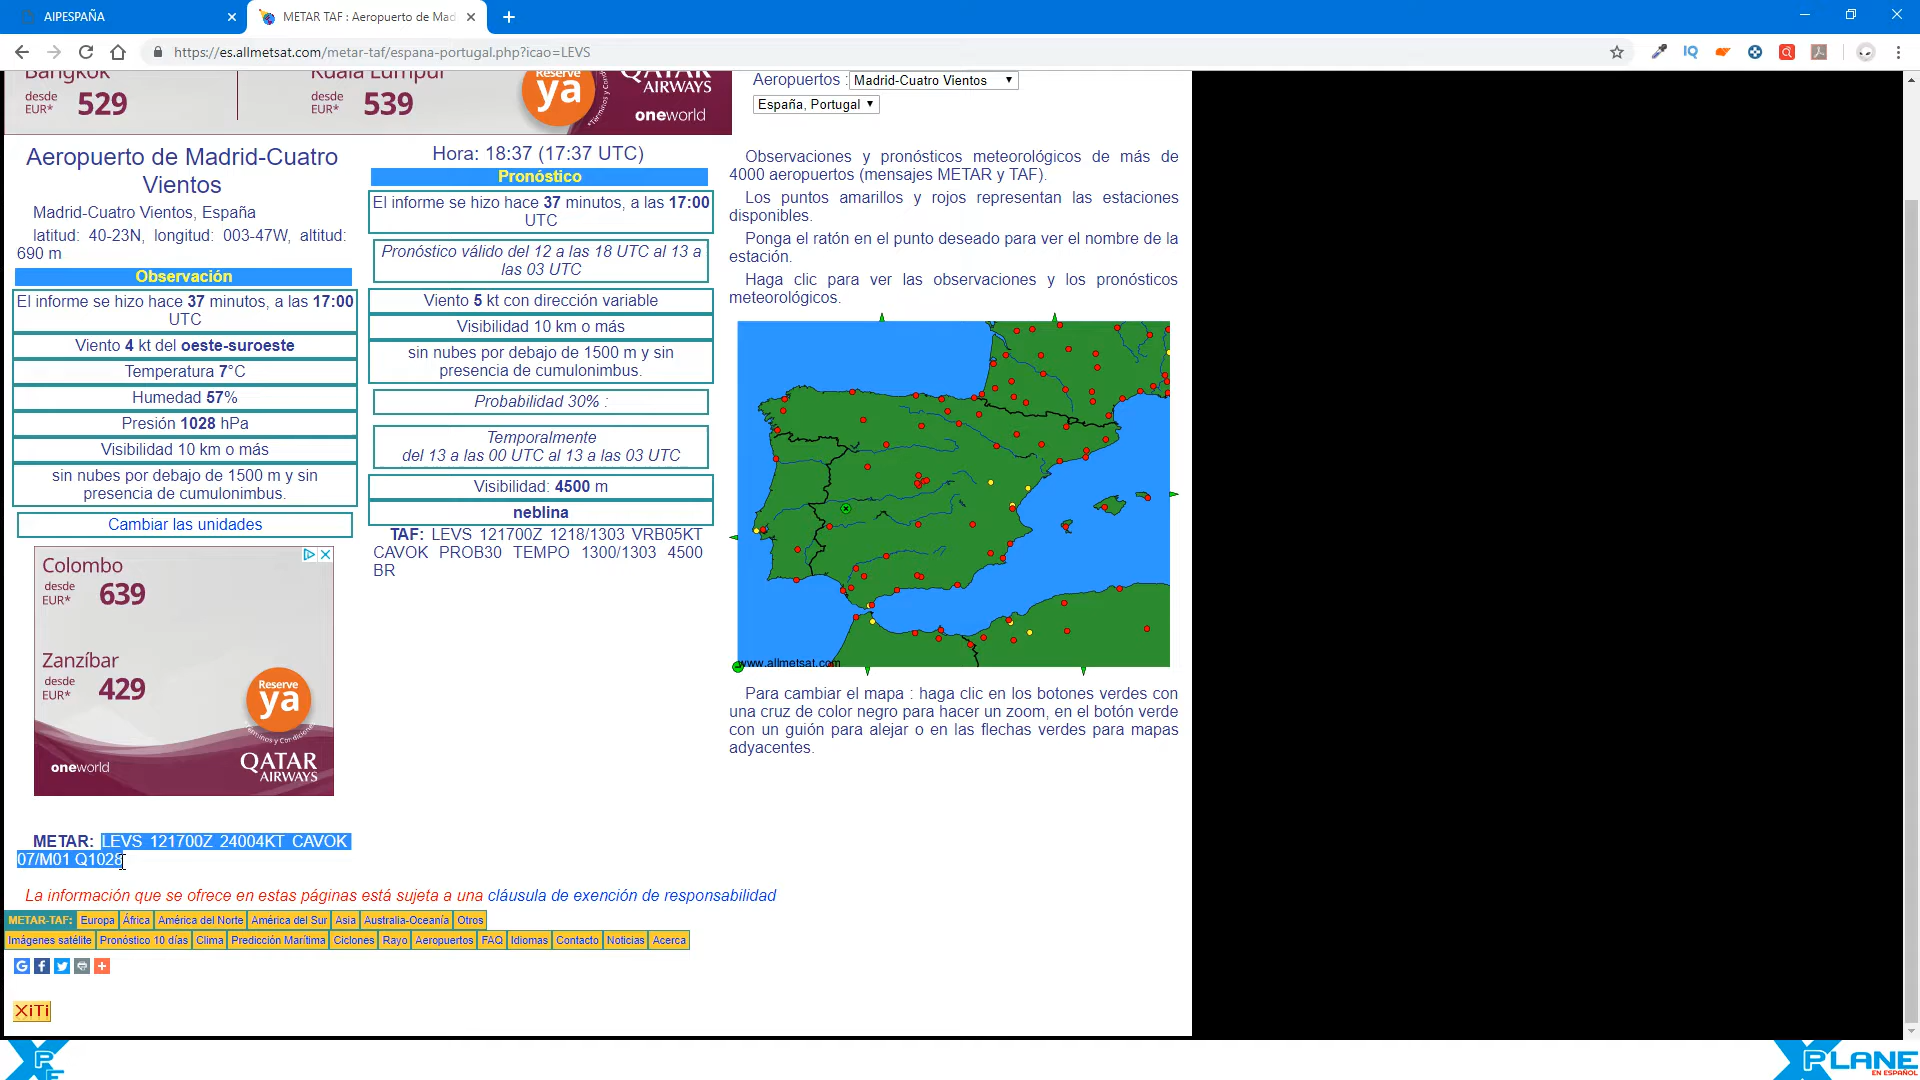 AIPESPAÑA
METAR TAF : Aeropuerto de Mad
https://es.allmetsat.com/metar-taf/espana-portugal.php?icao=LEVS
Bangkok
desde
EUR*
529
Kuala Lumpur
desde
EUR*
539
Reserve
ya
QATAR
AIRWAYS
oneworld
Aeropuertos : Madrid-Cuatro Vientos
España, Portugal
Aeropuerto de Madrid-Cuatro
Vientos
Madrid-Cuatro Vientos, España
latitud: 40-23N, longitud: 003-47W, altitud:
690 m
Observación
El informe se hizo hace 37 minutos, a las 17:00
UTC
Viento 4 kt del oeste-suroeste
Temperatura 7°C
Humedad 57%
Presión 1028 hPa
Visibilidad 10 km o más
sin nubes por debajo de 1500 m y sin
presencia de cumulonimbus.
Cambiar las unidades
Colombo
desde
EUR*
639
Zanzíbar
desde
EUR*
429
Reserve
ya
oneworld
QATAR
AIRWAYS
METAR: LEVS 121700Z 24004KT CAVOK
07/M01 Q1028
Hora: 18:37 (17:37 UTC)
Pronóstico
El informe se hizo hace 37 minutos, a las 17:00
UTC
Pronóstico válido del 12 a las 18 UTC al 13 a
las 03 UTC
Viento 5 kt con dirección variable
Visibilidad 10 km o más
sin nubes por debajo de 1500 m y sin
presencia de cumulonimbus.
Probabilidad 30% :
Temporalmente
del 13 a las 00 UTC al 13 a las 03 UTC
Visibilidad: 4500 m
neblina
TAF: LEVS 121700Z 1218/1303 VRB05KT
CAVOK PROB30 TEMPO 1300/1303 4500
BR
Observaciones y pronósticos meteorológicos de más de
4000 aeropuertos (mensajes METAR y TAF).
Los puntos amarillos y rojos representan las estaciones
disponibles.
Ponga el ratón en el punto deseado para ver el nombre de la
estación.
Haga clic para ver las observaciones y los pronósticos
meteorológicos.
www.allmetsat.com
Para cambiar el mapa : haga clic en los botones verdes con
una cruz de color negro para hacer un zoom, en el botón verde
con un guión para alejar o en las flechas verdes para mapas
adyacentes.
La información que se ofrece en estas páginas está sujeta a una cláusula de exención de responsabilidad
METAR-TAF: Europa África América del Norte América del Sur Asia Australia-Oceanía Otros
Imágenes satélite Pronóstico 10 días Clima Predicción Marítima Ciclones Rayo Aeropuertos FAQ Idiomas Contacto Noticias Acerca
XiTi
XPLANE
EN ESPAÑOL